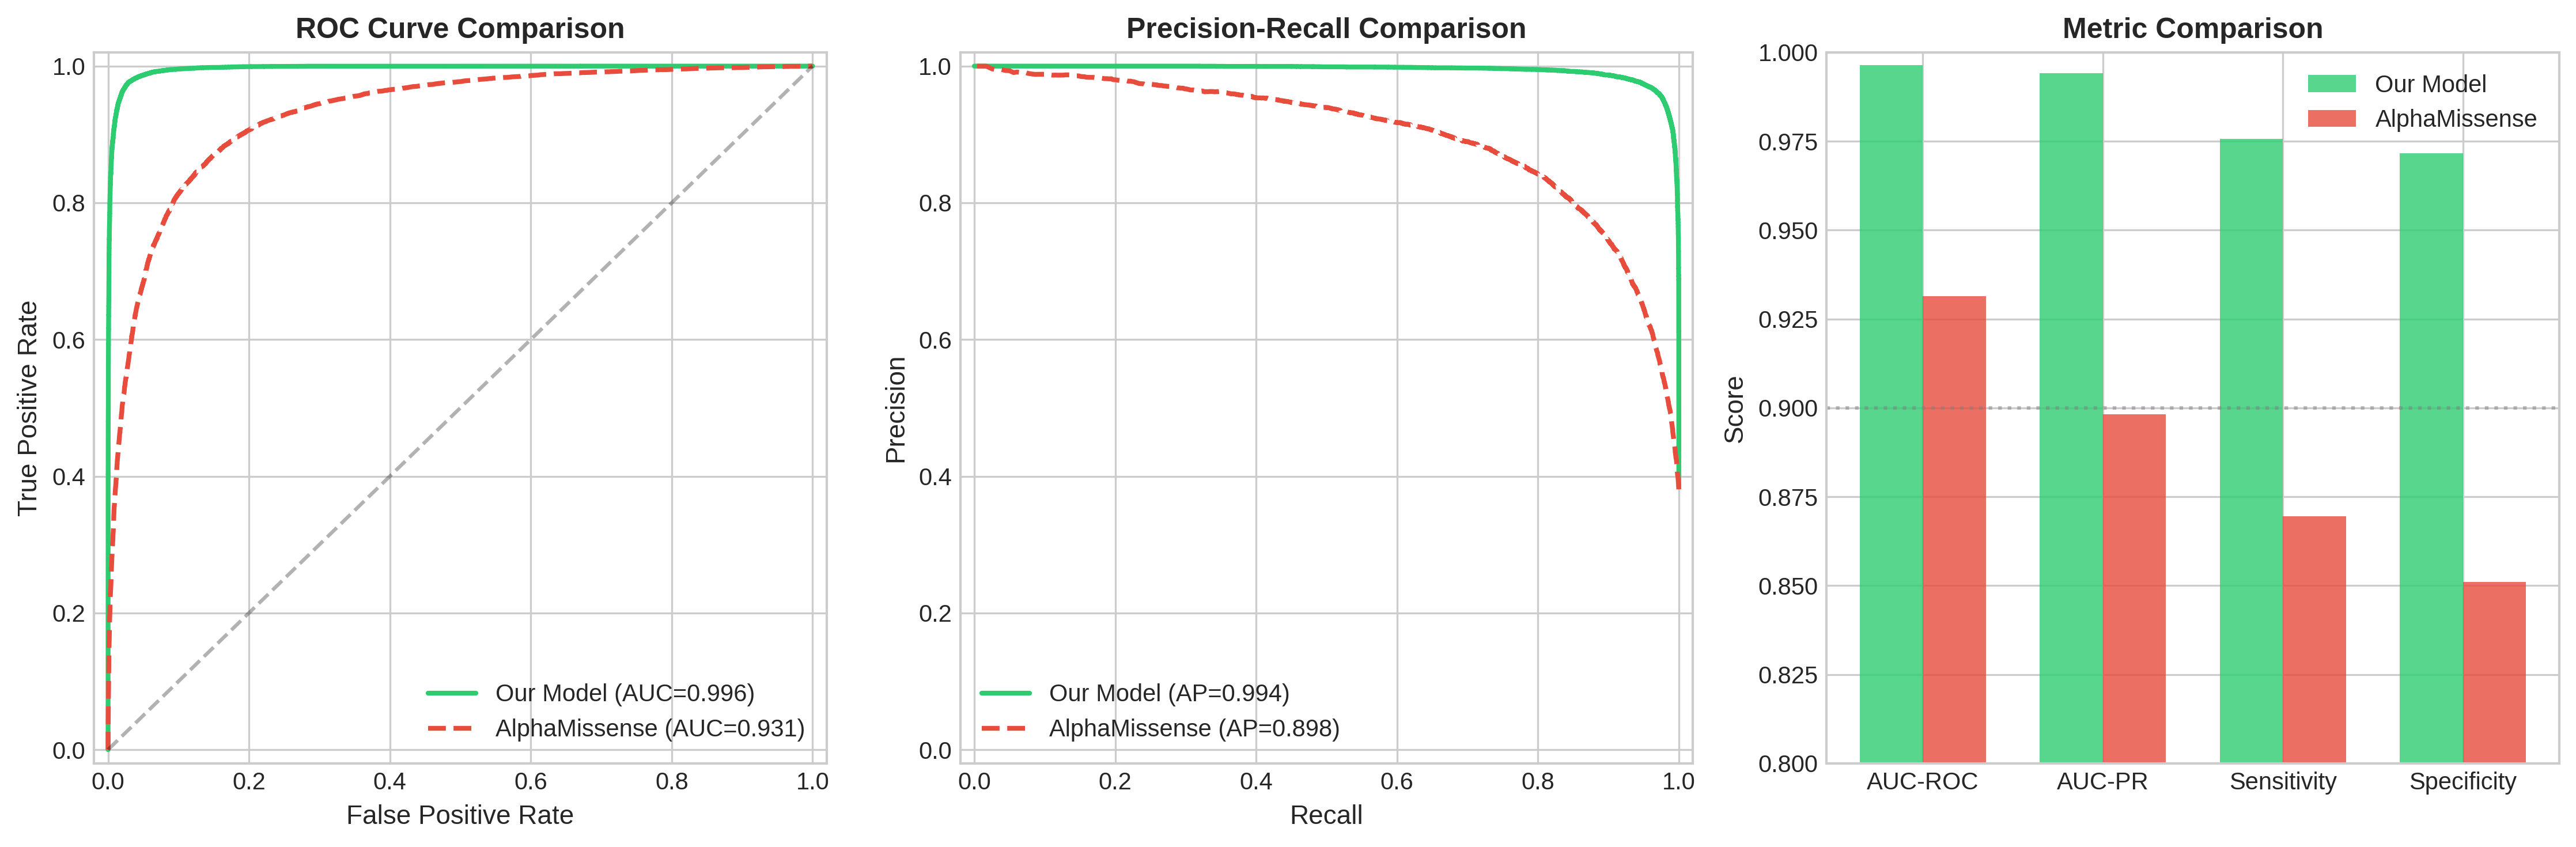 ROC Curve Comparison
1.0
0.8
0.6
0.4
0.2
0.0
True Positive Rate
0.0 0.2 0.4 0.6 0.8 1.0
False Positive Rate
Our Model (AUC=0.996)
AlphaMissense (AUC=0.931)
Precision-Recall Comparison
1.0
0.8
0.6
0.4
0.2
0.0
Precision
0.0 0.2 0.4 0.6 0.8 1.0
Recall
Our Model (AP=0.994)
AlphaMissense (AP=0.898)
Metric Comparison
1.000
0.975
0.950
0.925
0.900
0.875
0.850
0.825
0.800
Score
AUC-ROC AUC-PR Sensitivity Specificity
Our Model
AlphaMissense